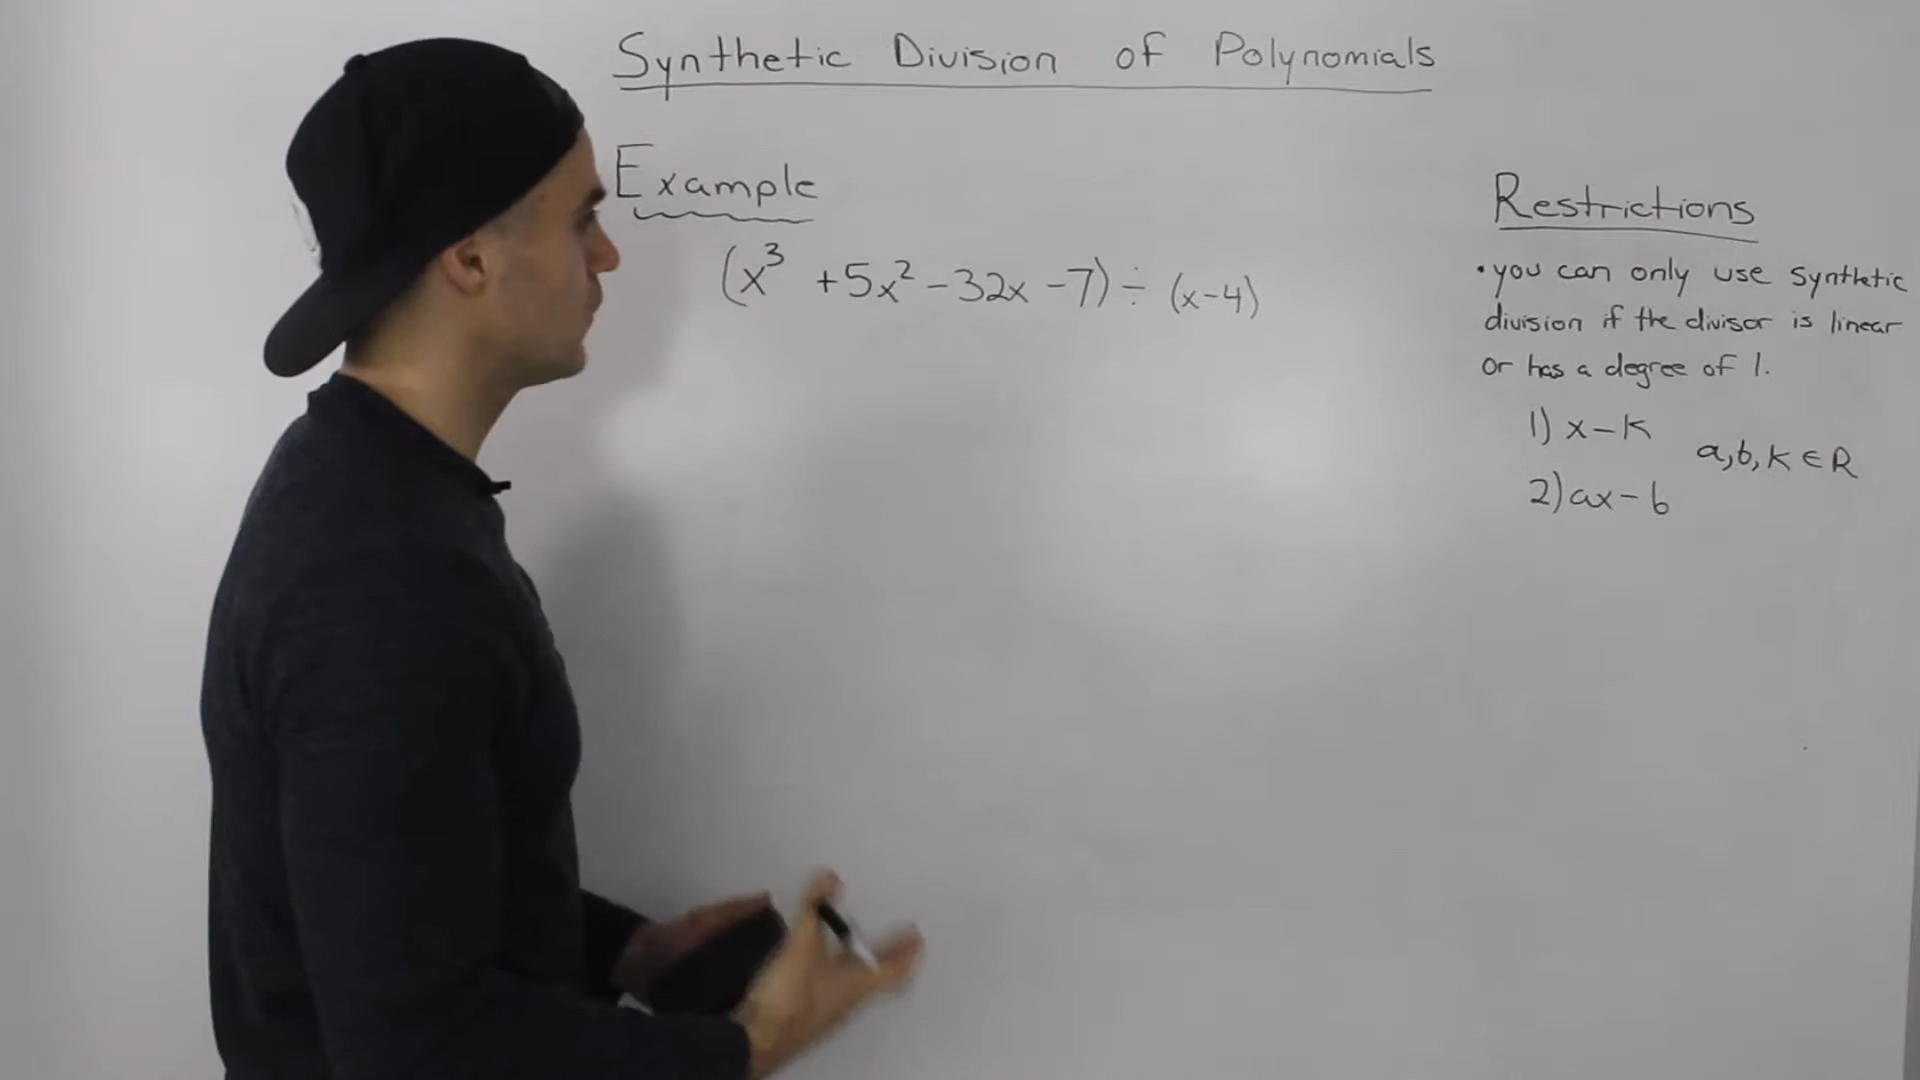 Synthetic Division of Polynomials
Example
(x³ +5x² -32x -7) ÷ (x-4)
Restrictions
• you can only use synthetic
division if the divisor is linear
or has a degree of 1.
1) x-k
a,b,k ∈ R
2) ax-b